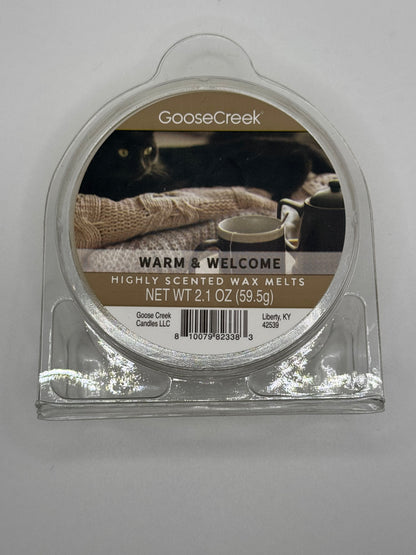 GooseCreek
WARM & WELCOME
HIGHLY SCENTED WAX MELTS
NET WT 2.1 OZ (59.5g)
Goose Creek
Candles LLC
8 10079 82338 3
Liberty, KY
42539